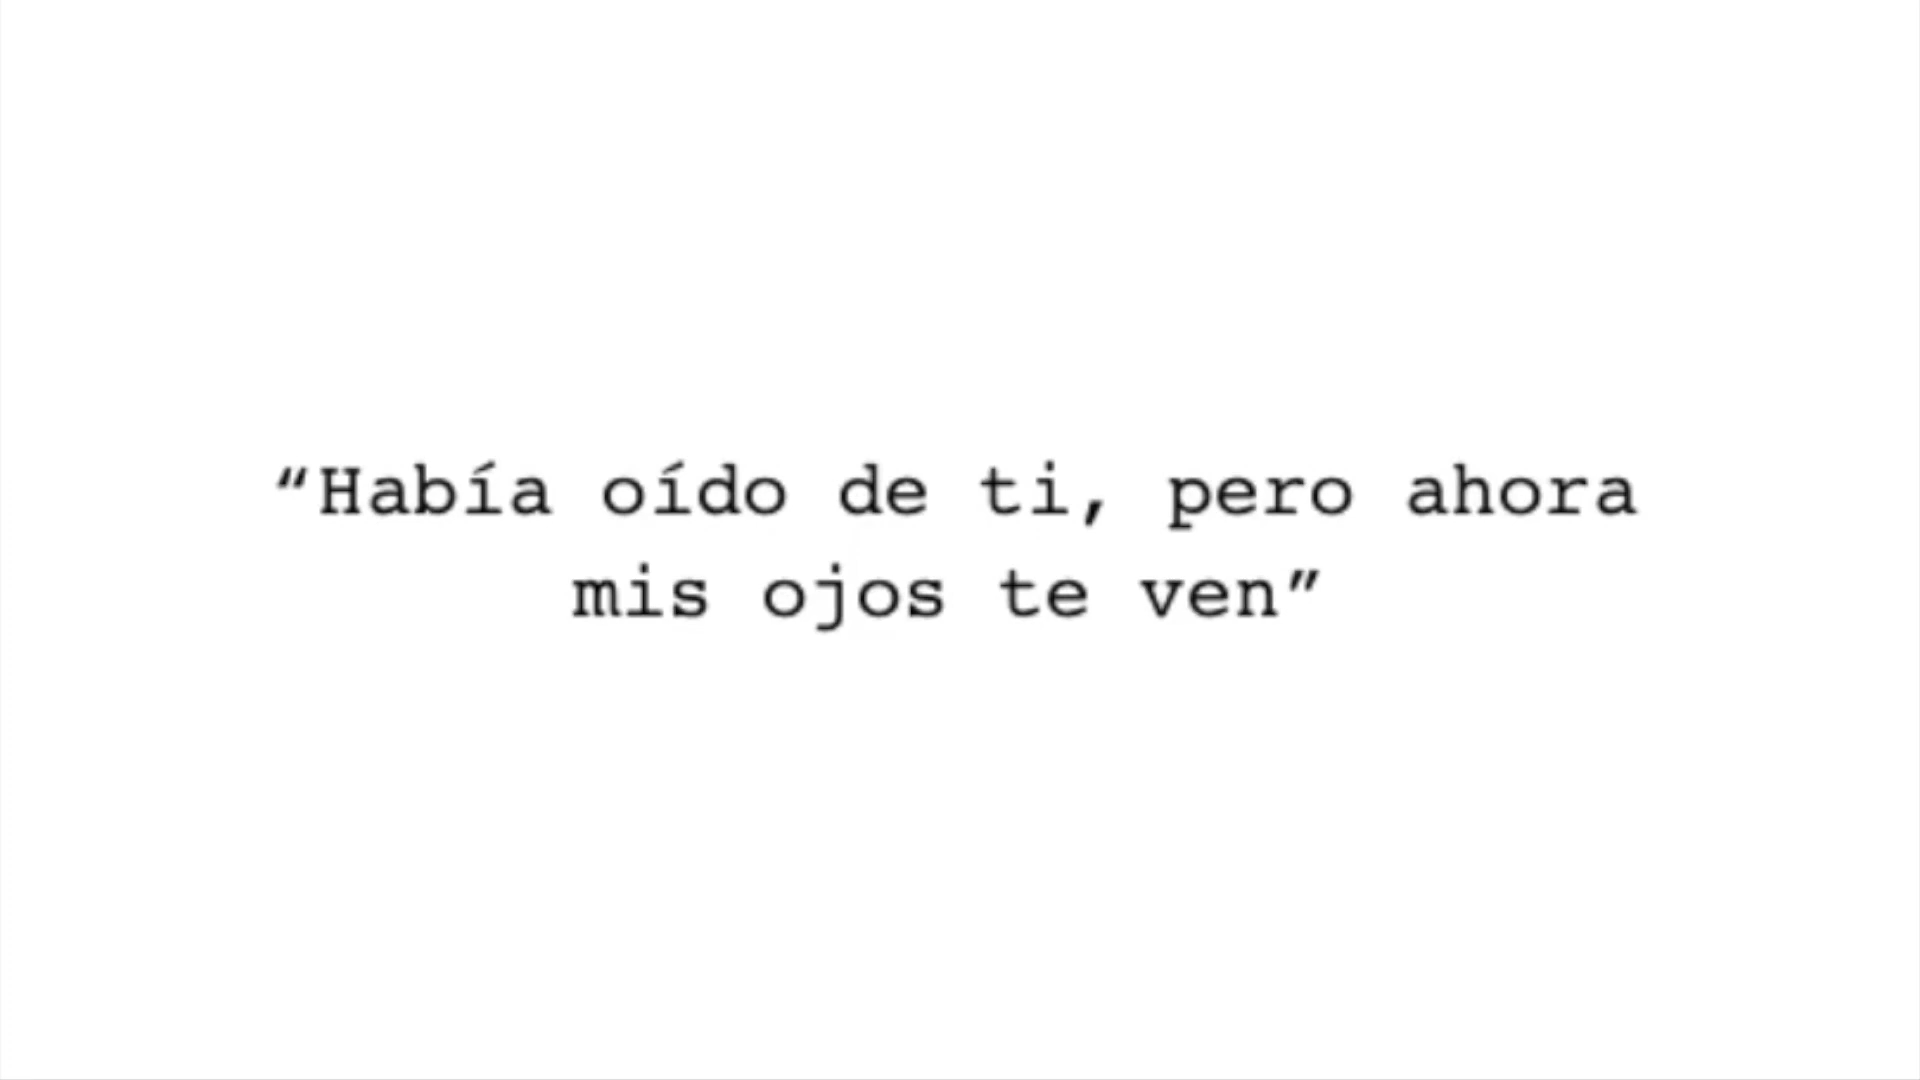 “Había oído de ti, pero ahora
mis ojos te ven”